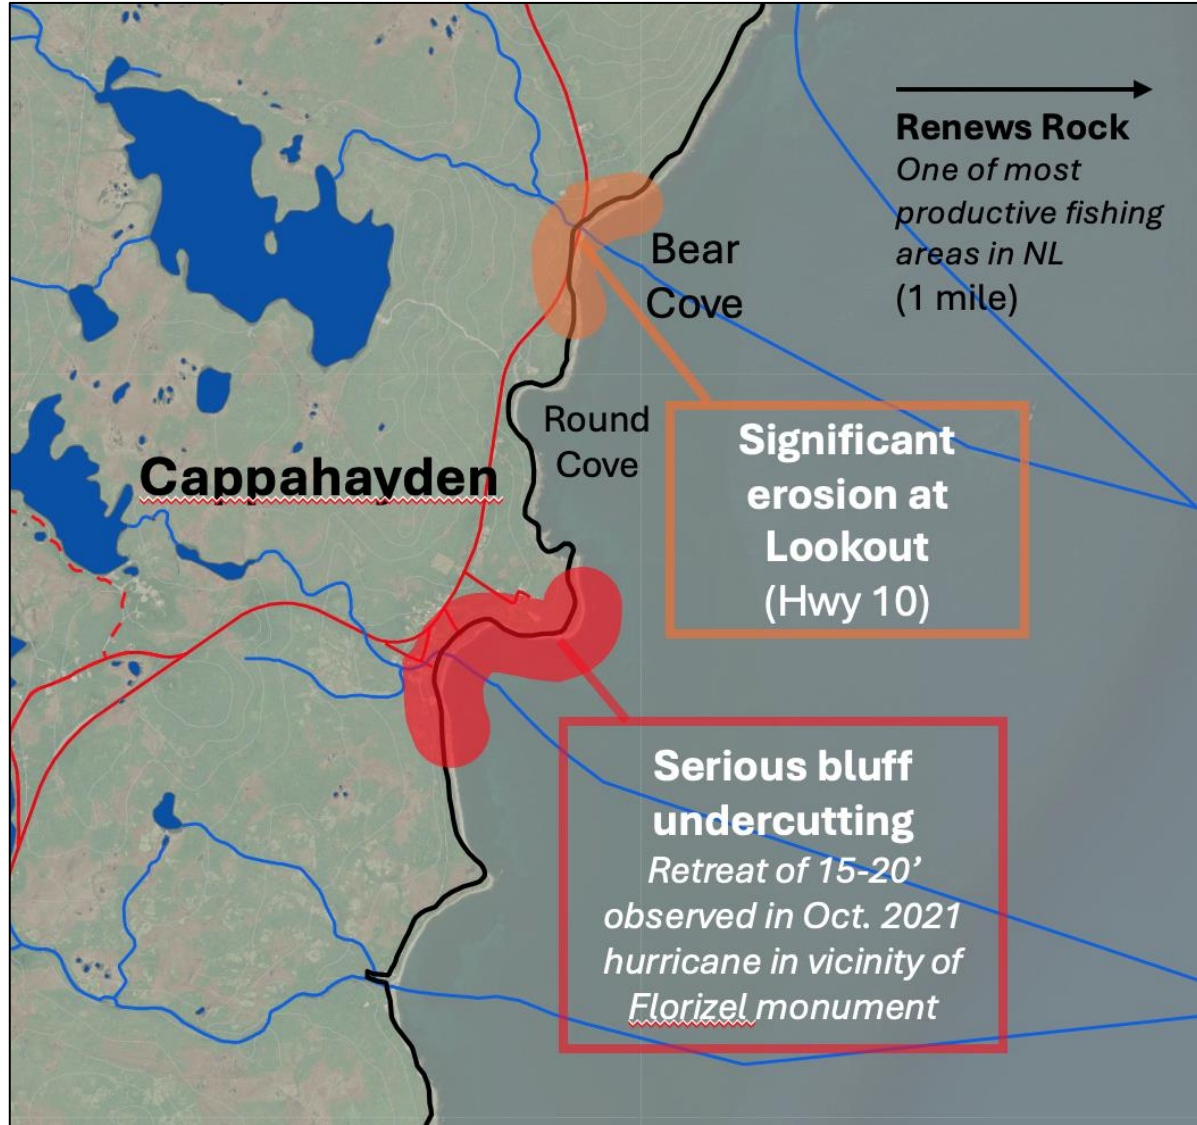 Renews Rock
One of most
productive fishing
areas in NL
(1 mile)
Bear
Cove
Round
Cove
Cappahayden
Significant
erosion at
Lookout
(Hwy 10)
Serious bluff
undercutting
Retreat of 15-20’
observed in Oct. 2021
hurricane in vicinity of
Florizel monument